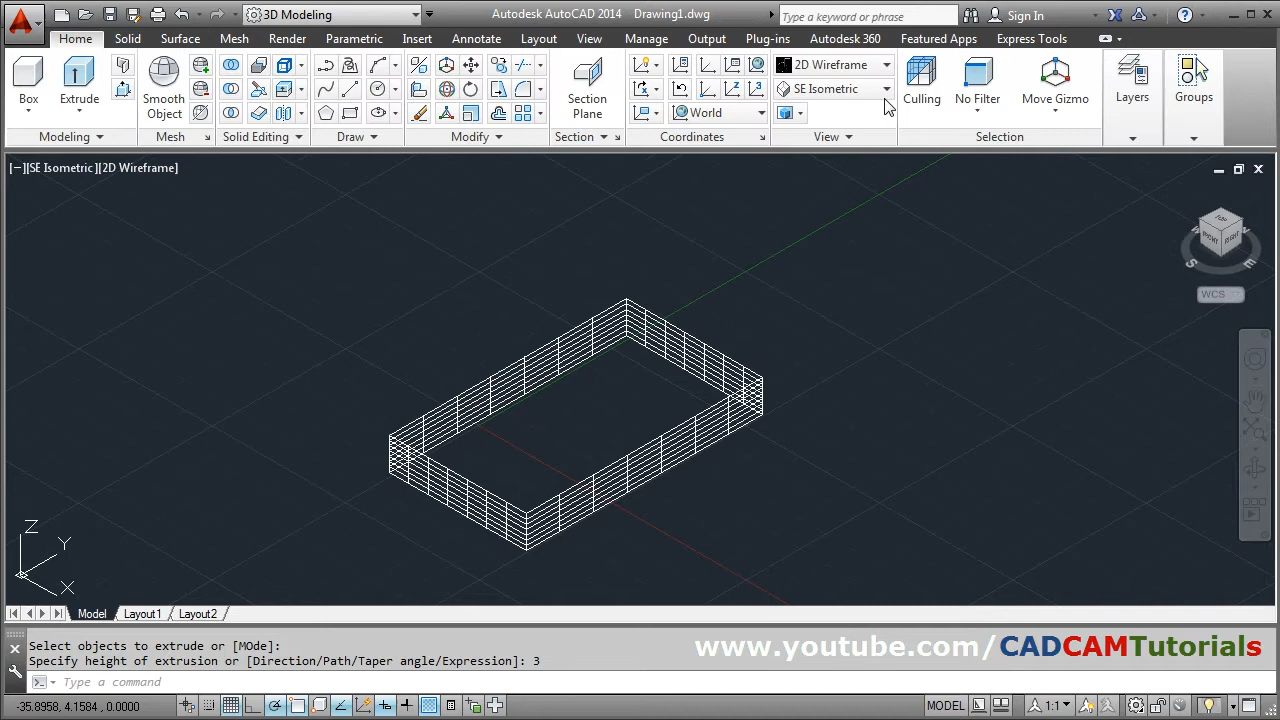 3D Modeling
Autodesk AutoCAD 2014 Drawing1.dwg
Type a keyword or phrase
Sign In
Home Solid Surface Mesh Render Parametric Insert Annotate Layout View Manage Output Plug-ins Autodesk 360 Featured Apps Express Tools
Box
Extrude
Smooth
Object
Section
Plane
World
2D Wireframe
SE Isometric
Culling
No Filter
Move Gizmo
Layers
Groups
Modeling
Mesh
Solid Editing
Draw
Modify
Section
Coordinates
View
Selection
[−][SE Isometric][2D Wireframe]
TOP
FRONT
RIGHT
S
E
WCS
Z
Y
X
Model Layout1 Layout2
Select objects to extrude or [MOde]:
Specify height of extrusion or [Direction/Path/Taper angle/Expression]: 3
Type a command
www.youtube.com/CADCAMTutorials
-35.8958, 4.1584, 0.0000
MODEL
1:1